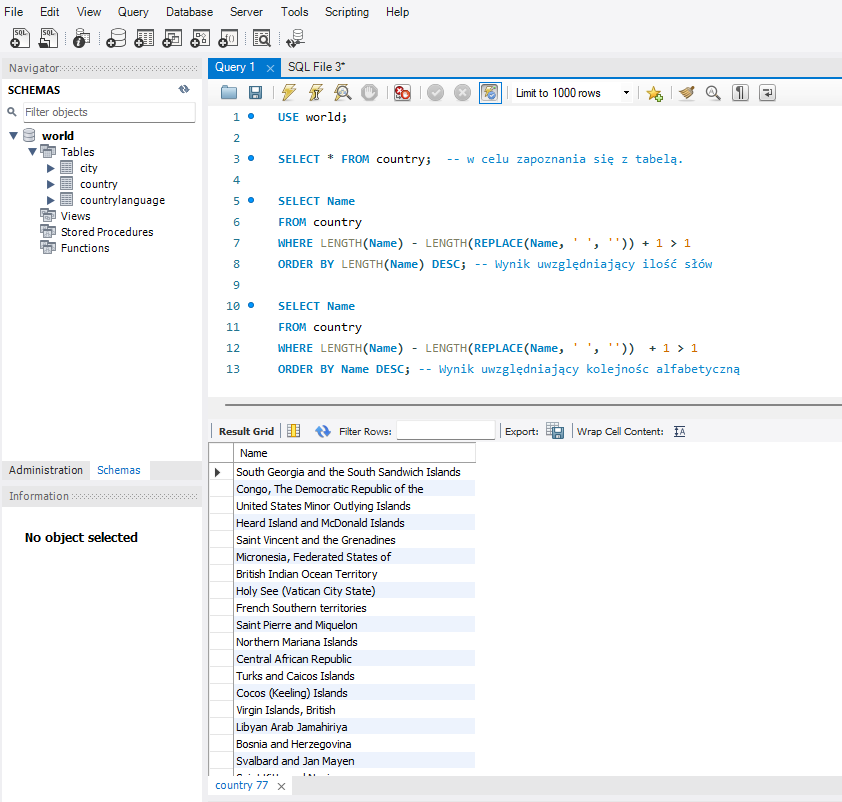 File Edit View Query Database Server Tools Scripting Help
Navigator
SCHEMAS
Filter objects
world
Tables
city
country
countrylanguage
Views
Stored Procedures
Functions
Administration Schemas
Information
No object selected
Query 1 SQL File 3*
Limit to 1000 rows
1 USE world;
2
3 SELECT * FROM country; -- w celu zapoznania się z tabelą.
4
5 SELECT Name
6 FROM country
7 WHERE LENGTH(Name) - LENGTH(REPLACE(Name, ' ', '')) + 1 > 1
8 ORDER BY LENGTH(Name) DESC; -- Wynik uwzględniający ilość słów
9
10 SELECT Name
11 FROM country
12 WHERE LENGTH(Name) - LENGTH(REPLACE(Name, ' ', ''))  + 1 > 1
13 ORDER BY Name DESC; -- Wynik uwzględniający kolejnośc alfabetyczną
Result Grid Filter Rows: Export: Wrap Cell Content:
Name
South Georgia and the South Sandwich Islands
Congo, The Democratic Republic of the
United States Minor Outlying Islands
Heard Island and McDonald Islands
Saint Vincent and the Grenadines
Micronesia, Federated States of
British Indian Ocean Territory
Holy See (Vatican City State)
French Southern territories
Saint Pierre and Miquelon
Northern Mariana Islands
Central African Republic
Turks and Caicos Islands
Cocos (Keeling) Islands
Virgin Islands, British
Libyan Arab Jamahiriya
Bosnia and Herzegovina
Svalbard and Jan Mayen
country 77